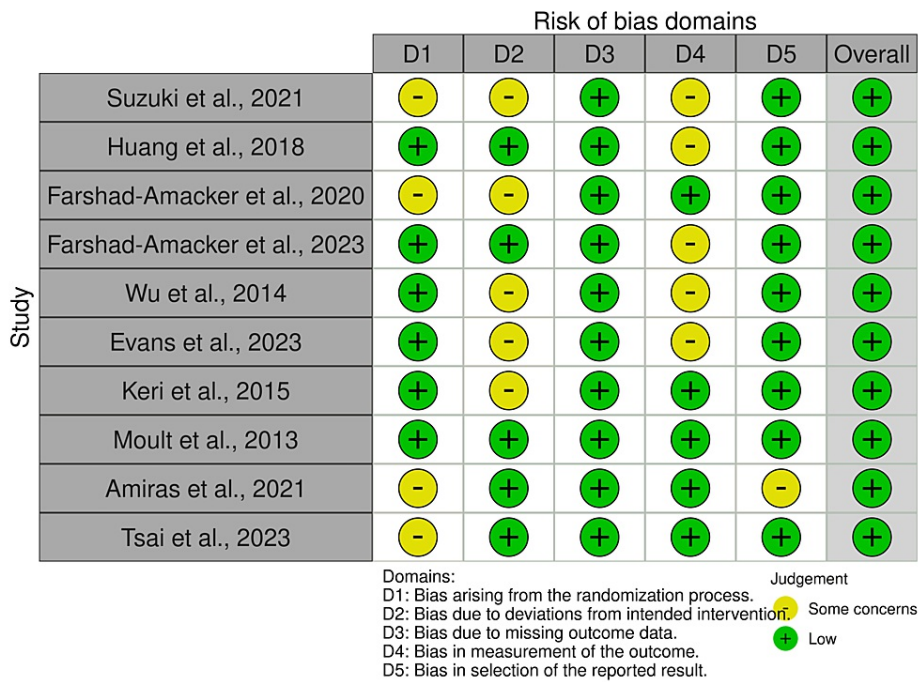 Risk of bias domains
D1 D2 D3 D4 D5 Overall
Study
Suzuki et al., 2021 - - + - + +
Huang et al., 2018 + + + - + +
Farshad-Amacker et al., 2020 - - + + + +
Farshad-Amacker et al., 2023 + + + - + +
Wu et al., 2014 + - + - + +
Evans et al., 2023 + - + - + +
Keri et al., 2015 + - + + + +
Moult et al., 2013 + + + + + +
Amiras et al., 2021 - + + + - +
Tsai et al., 2023 - + + + + +
Domains:
D1: Bias arising from the randomization process.
D2: Bias due to deviations from intended intervention.
D3: Bias due to missing outcome data.
D4: Bias in measurement of the outcome.
D5: Bias in selection of the reported result.
Judgement
- Some concerns
+ Low